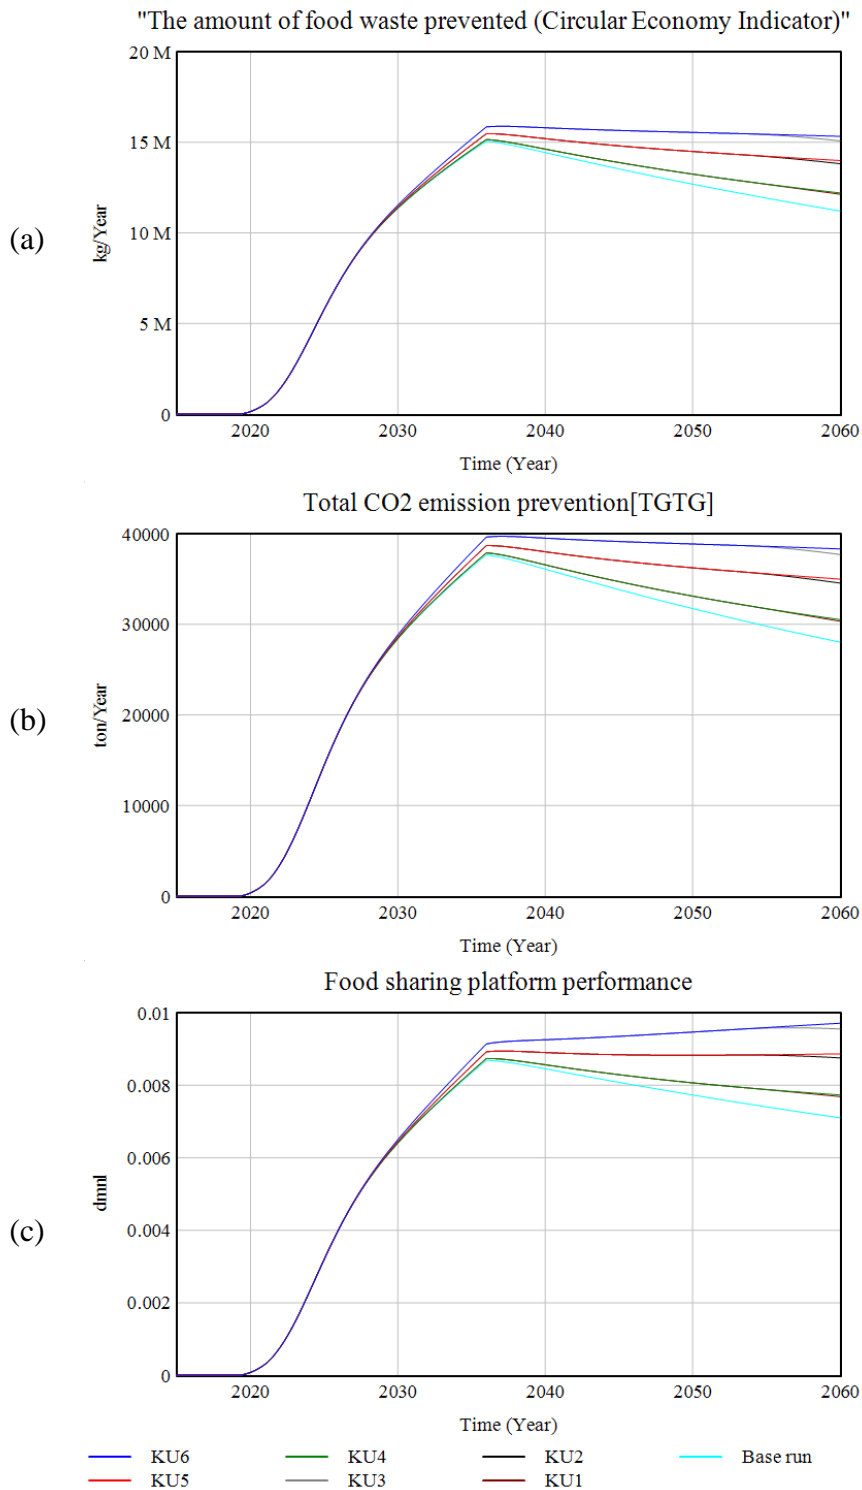 "The amount of food waste prevented (Circular Economy Indicator)"
20 M
15 M
10 M
5 M
0
kg/Year
(a)
2020 2030 2040 2050 2060
Time (Year)
Total CO2 emission prevention[TGTG]
40000
30000
20000
10000
0
ton/Year
(b)
2020 2030 2040 2050 2060
Time (Year)
Food sharing platform performance
0.01
0.008
0.006
0.004
0.002
0
dmnl
(c)
2020 2030 2040 2050 2060
Time (Year)
KU6 KU4 KU2 Base run
KU5 KU3 KU1